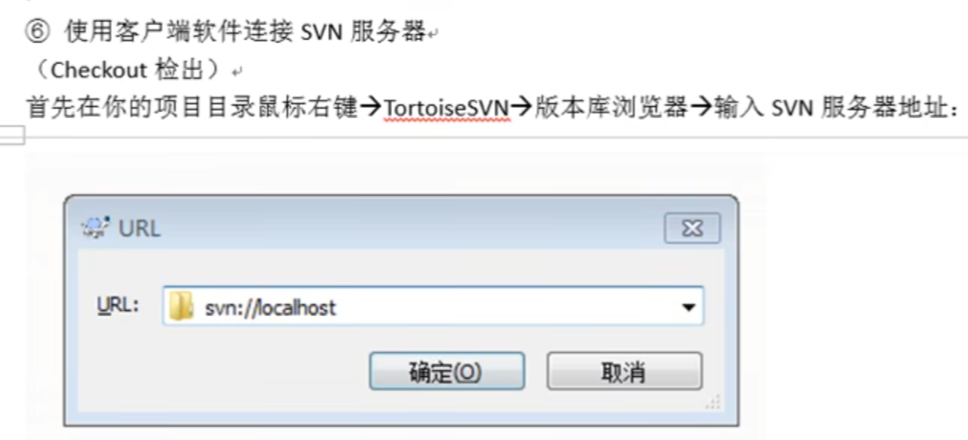 ⑥ 使用客户端软件连接 SVN 服务器
（Checkout 检出）
首先在你的项目目录鼠标右键→TortoiseSVN→版本库浏览器→输入 SVN 服务器地址：
URL
URL: svn://localhost
确定(O) 取消